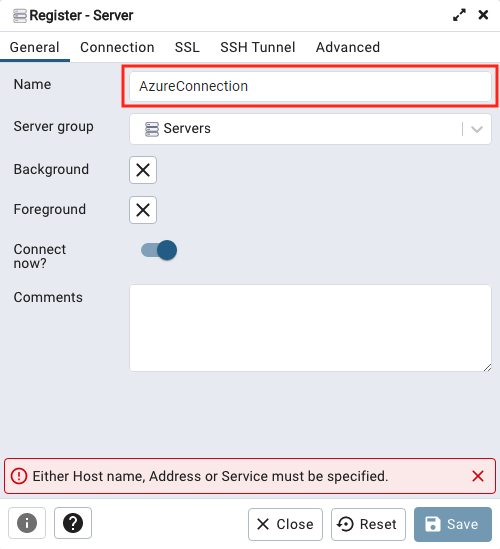 Register - Server
General Connection SSL SSH Tunnel Advanced
Name AzureConnection
Server group Servers
Background
Foreground
Connect
now?
Comments
Either Host name, Address or Service must be specified.
Close Reset Save